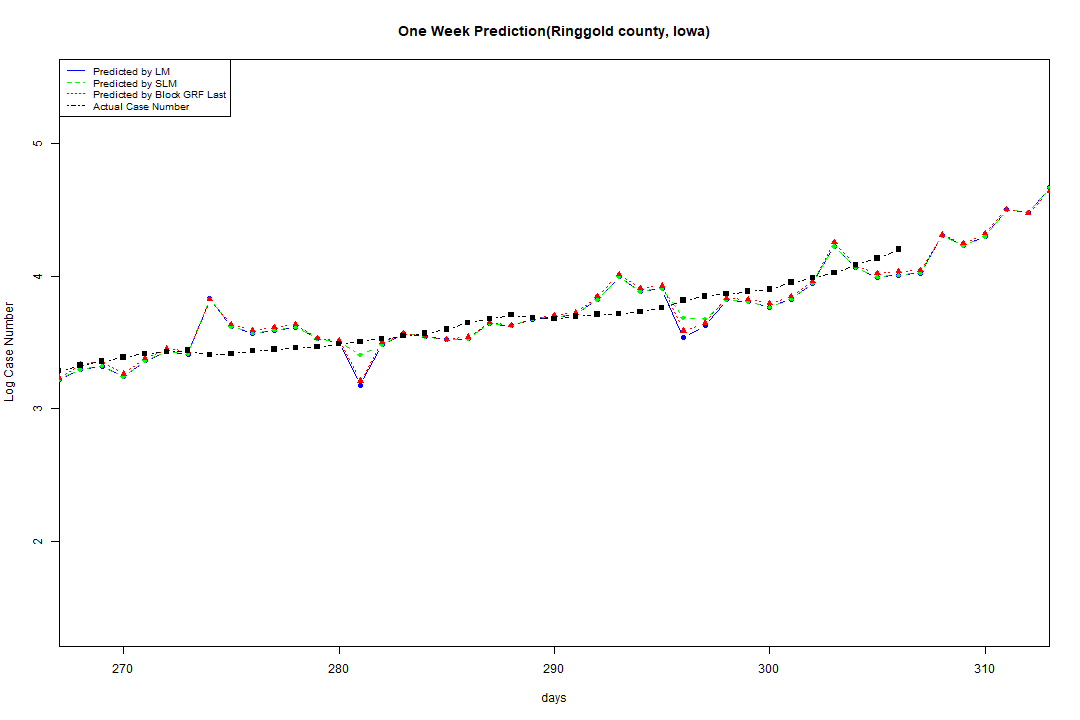 One Week Prediction(Ringgold county, Iowa)
Predicted by LM
Predicted by SLM
Predicted by Block GRF Last
Actual Case Number
5
4
3
2
Log Case Number
270 280 290 300 310
days